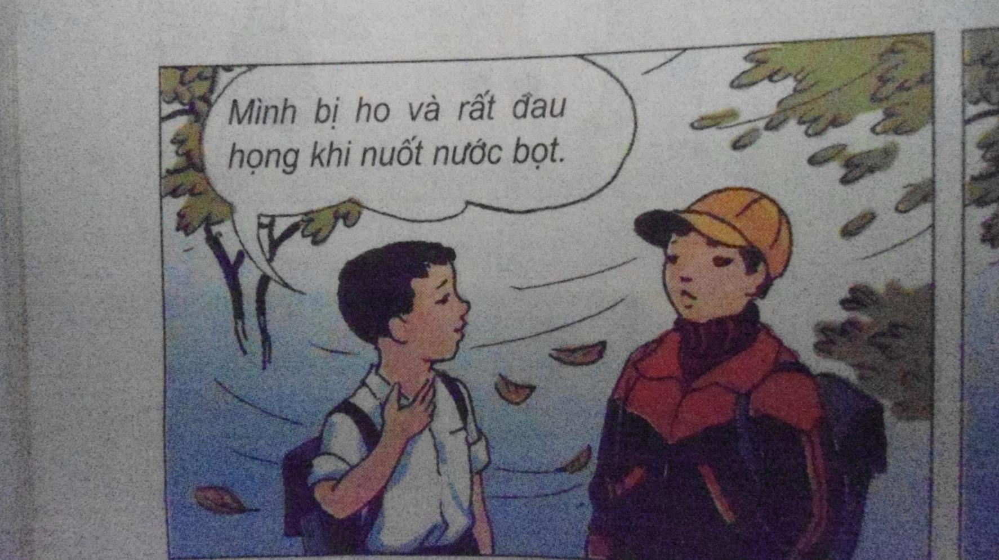 Mình bị ho và rất đau
họng khi nuốt nước bọt.